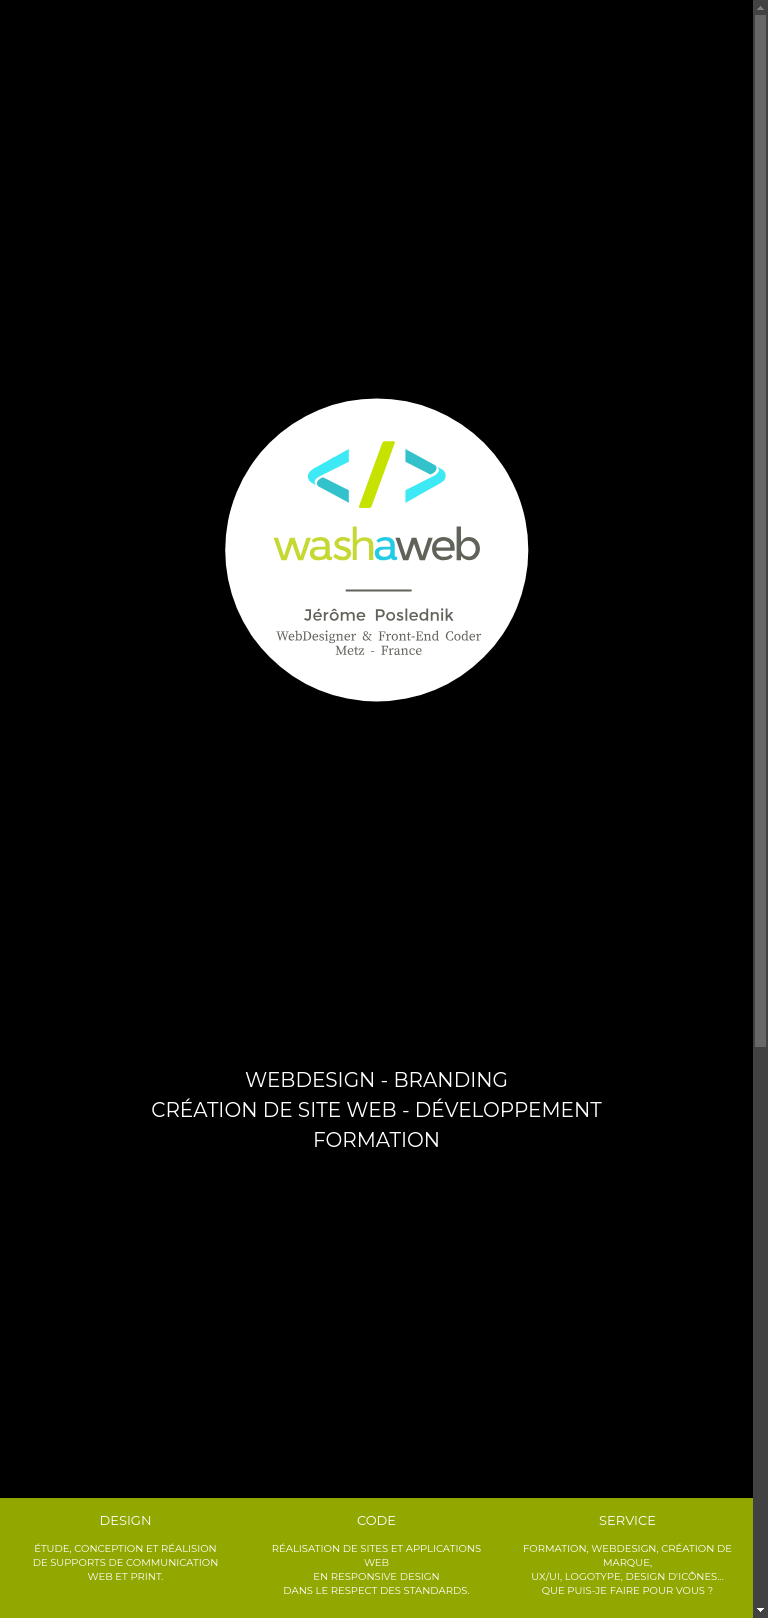 washaweb
Jérôme Poslednik
WebDesigner & Front-End Coder
Metz - France
WEBDESIGN - BRANDING
CRÉATION DE SITE WEB - DÉVELOPPEMENT
FORMATION
DESIGN
ÉTUDE, CONCEPTION ET RÉALISION
DE SUPPORTS DE COMMUNICATION
WEB ET PRINT.
CODE
RÉALISATION DE SITES ET APPLICATIONS
WEB
EN RESPONSIVE DESIGN
DANS LE RESPECT DES STANDARDS.
SERVICE
FORMATION, WEBDESIGN, CRÉATION DE
MARQUE,
UX/UI, LOGOTYPE, DESIGN D'ICÔNES...
QUE PUIS-JE FAIRE POUR VOUS ?